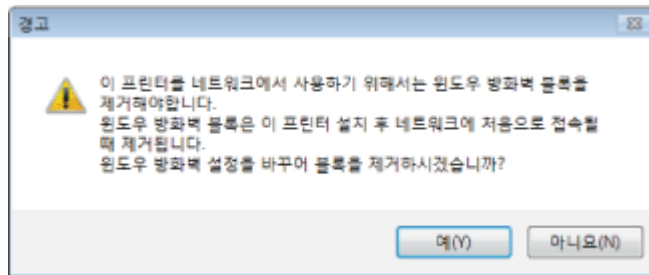 경고
이 프린터를 네트워크에서 사용하기 위해서는 윈도우 방화벽 블록을
제거해야합니다.
윈도우 방화벽 블록은 이 프린터 설치 후 네트워크에 처음으로 접속될
때 제거됩니다.
윈도우 방화벽 설정을 바꾸어 블록을 제거하시겠습니까?
예(Y)
아니요(N)